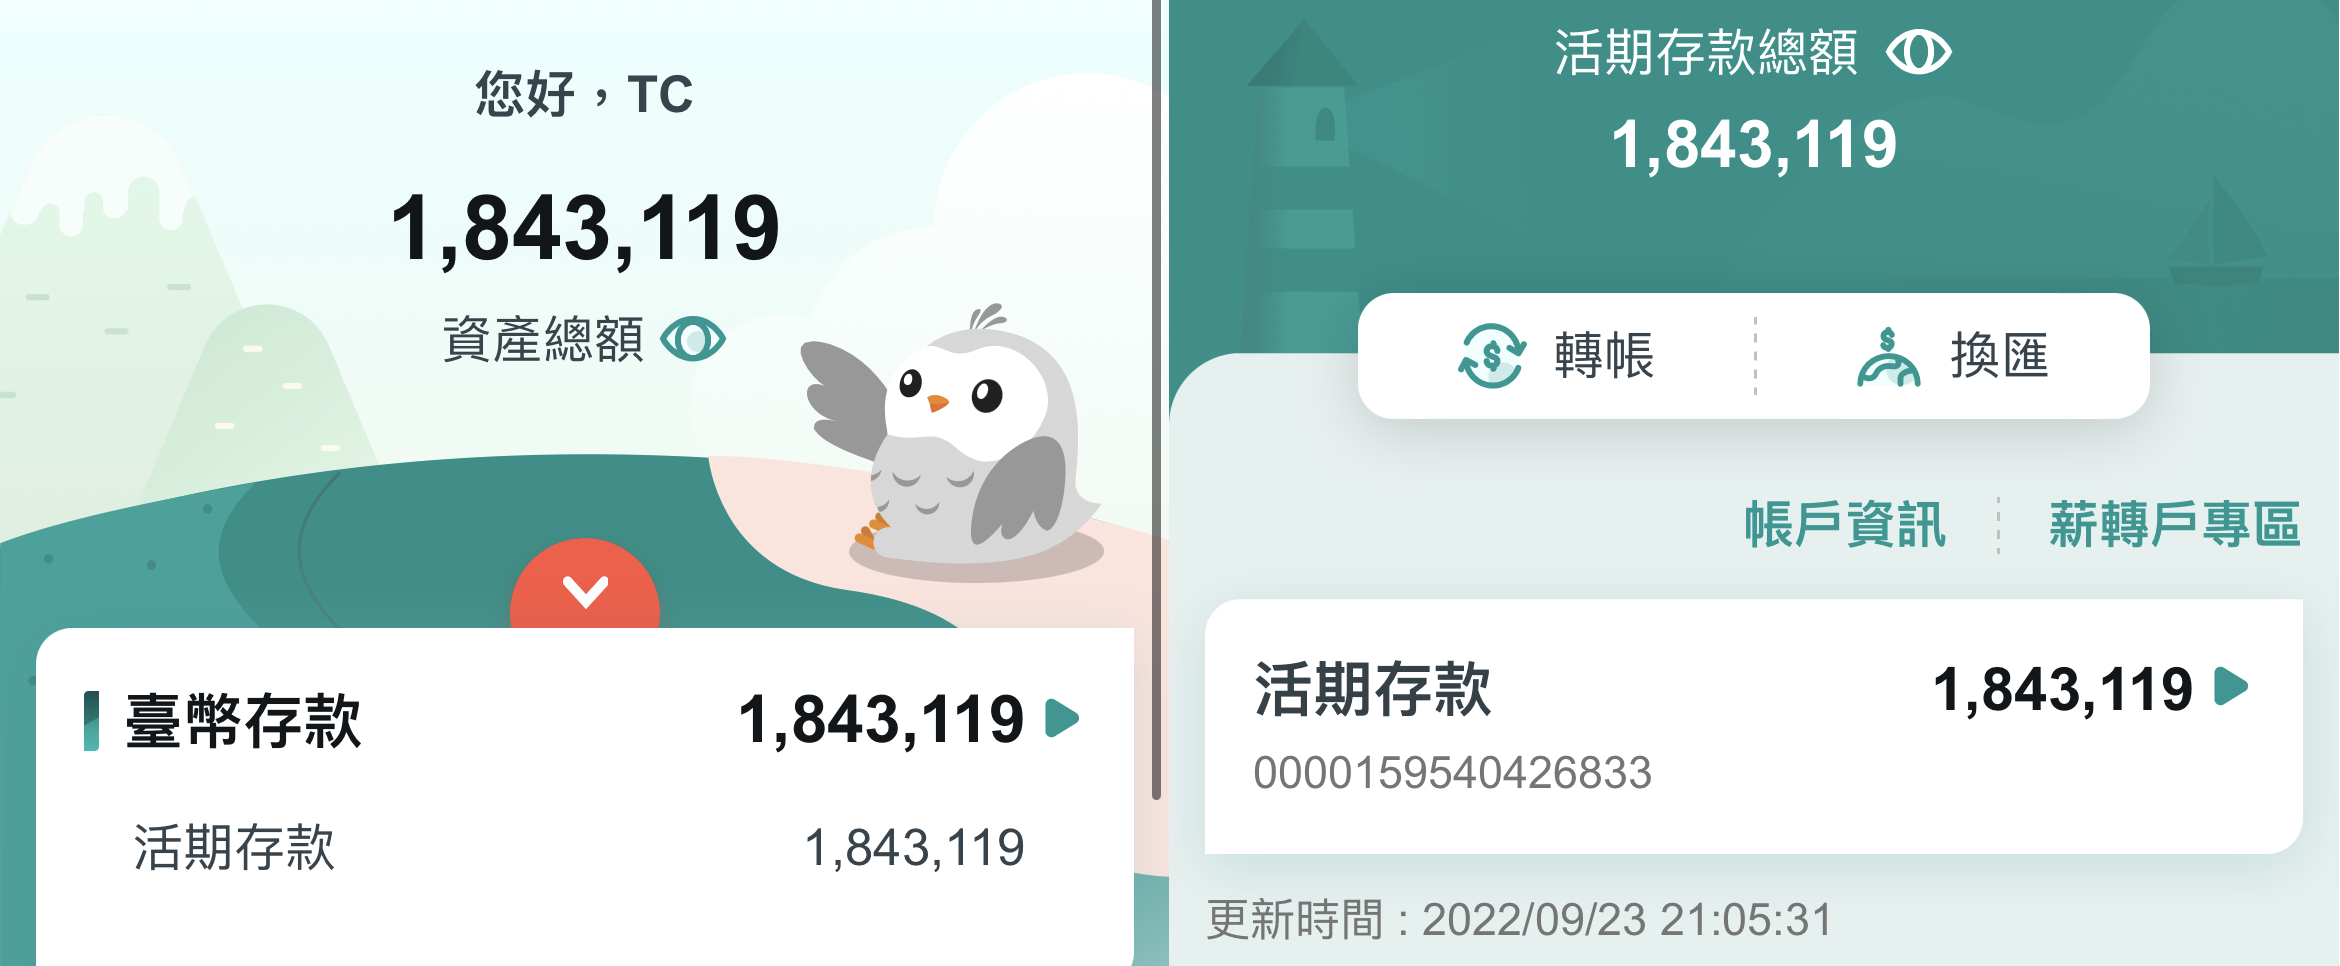 您好，TC
1,843,119
資產總額
臺幣存款 1,843,119
活期存款 1,843,119
活期存款總額
1,843,119
轉帳 換匯
帳戶資訊 薪轉戶專區
活期存款 1,843,119
0000159540426833
更新時間 : 2022/09/23 21:05:31